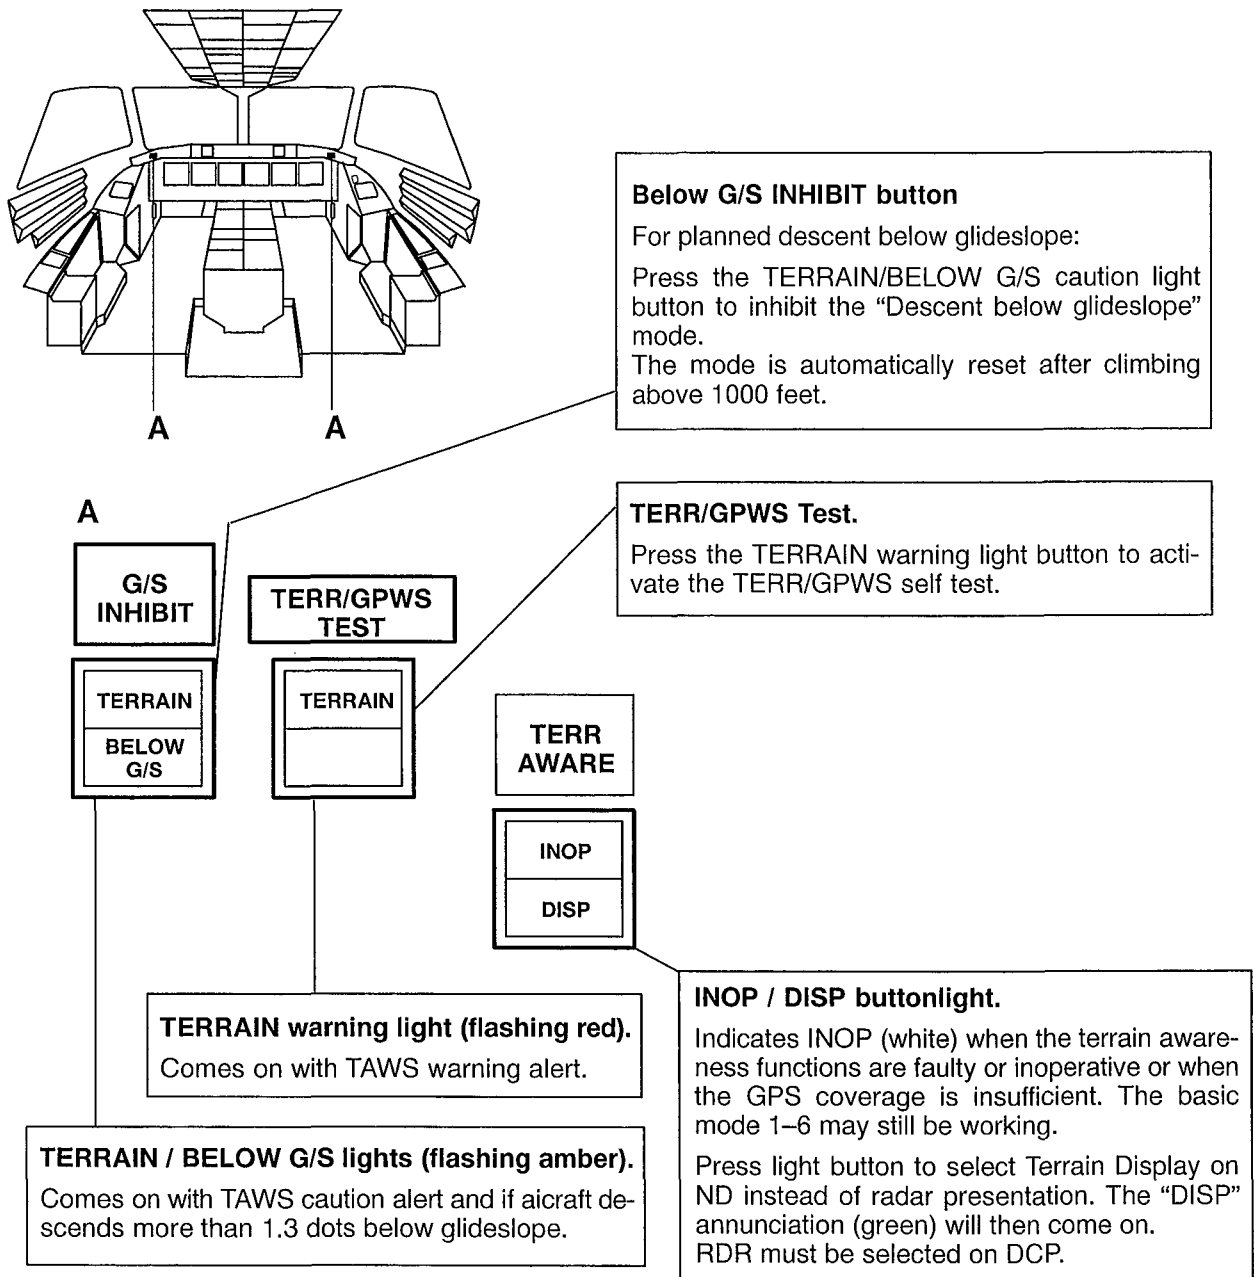 Below G/S INHIBIT button
For planned descent below glideslope:
Press the TERRAIN/BELOW G/S caution light
button to inhibit the “Descent below glideslope”
mode.
The mode is automatically reset after climbing
above 1000 feet.
A
A
TERR/GPWS Test.
Press the TERRAIN warning light button to acti-
vate the TERR/GPWS self test.
A
G/S
INHIBIT
TERR/GPWS
TEST
TERRAIN
BELOW
G/S
TERRAIN
TERR
AWARE
INOP
DISP
TERRAIN warning light (flashing red).
Comes on with TAWS warning alert.
TERRAIN / BELOW G/S lights (flashing amber).
Comes on with TAWS caution alert and if aicraft de-
scends more than 1.3 dots below glideslope.
INOP / DISP buttonlight.
Indicates INOP (white) when the terrain aware-
ness functions are faulty or inoperative or when
the GPS coverage is insufficient. The basic
mode 1–6 may still be working.
Press light button to select Terrain Display on
ND instead of radar presentation. The “DISP”
annunciation (green) will then come on.
RDR must be selected on DCP.